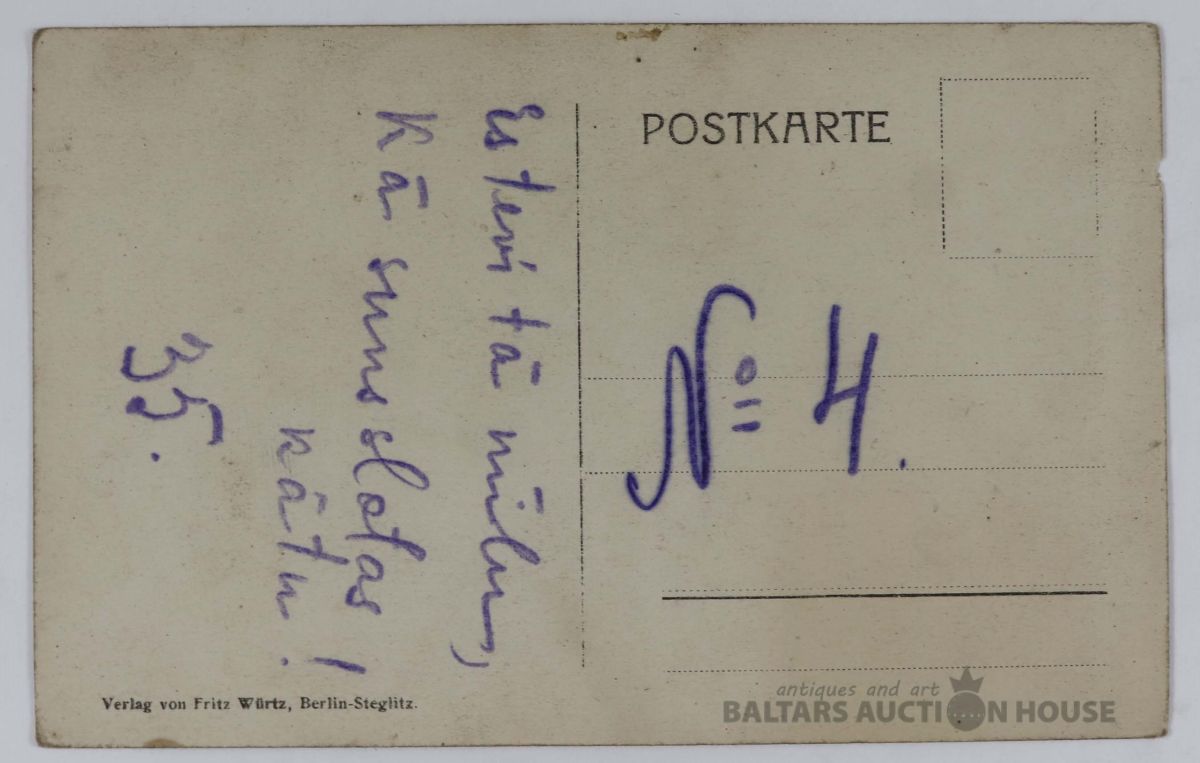 Es tevi tā mīlu,
Kā suns slotas
kātu!
!
35.
POSTKARTE
No 4.
Verlag von Fritz Würtz, Berlin-Steglitz.
antiques and art
BALTARS AUCTION HOUSE